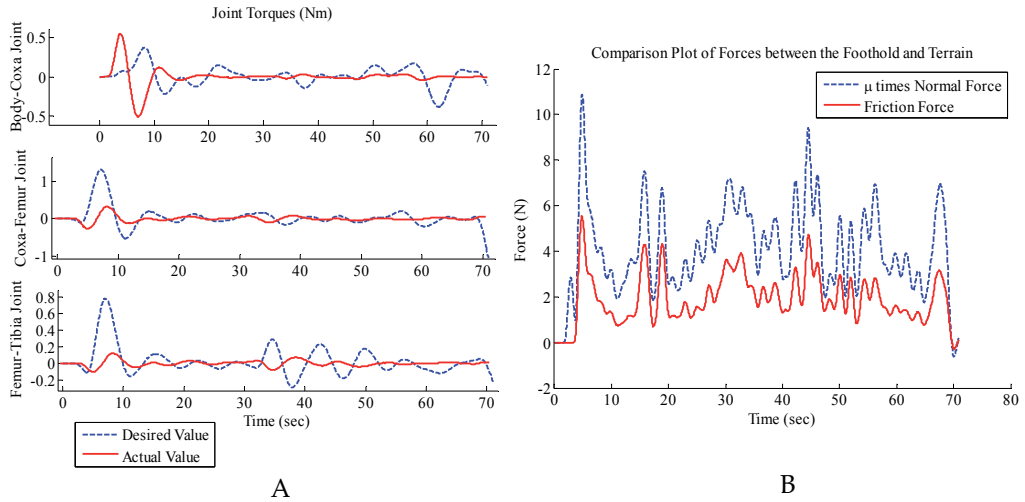 Joint Torques (Nm)
Body-Coxa Joint
0.5
0
-0.5
0 10 20 30 40 50 60 70
Coxa-Femur Joint
1
0
-1
0 10 20 30 40 50 60 70
Femur-Tibia Joint
0.8
0.6
0.4
0.2
0
-0.2
0 10 20 30 40 50 60 70
Time (sec)
Desired Value
Actual Value
A
Comparison Plot of Forces between the Foothold and Terrain
μ times Normal Force
Friction Force
Force (N)
12
10
8
6
4
2
0
-2
0 10 20 30 40 50 60 70 80
Time (sec)
B